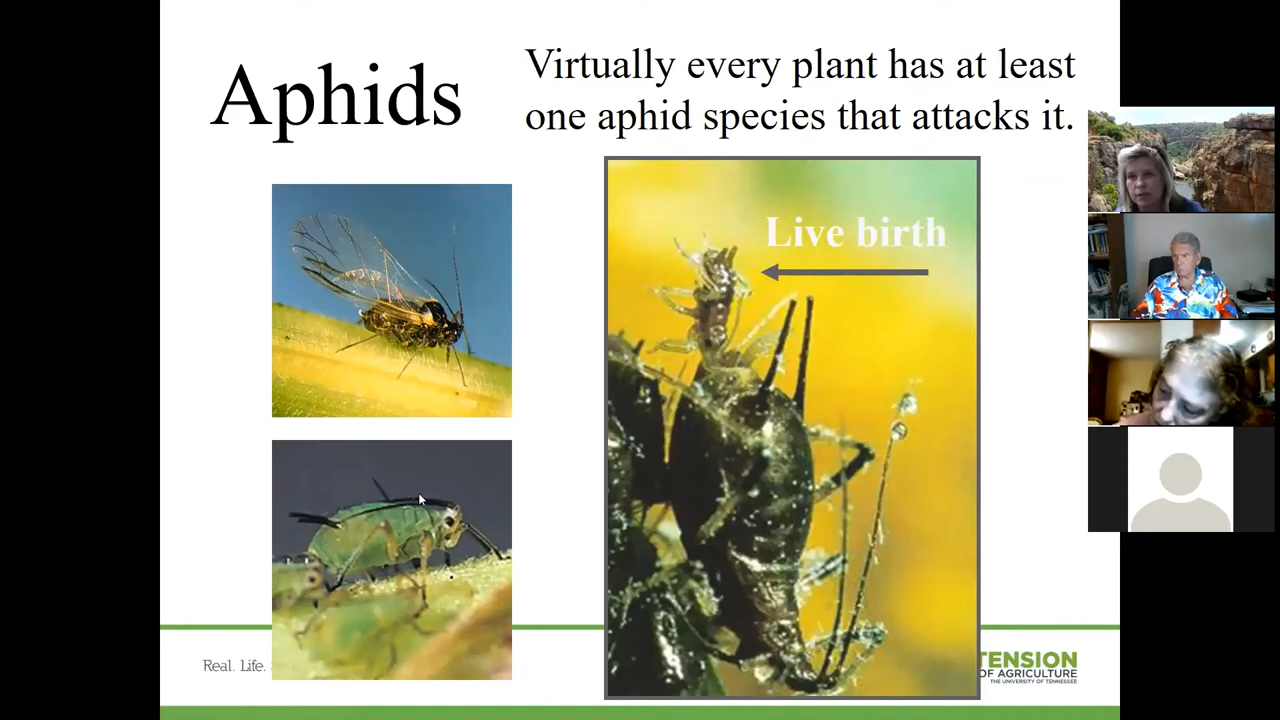 Aphids
Virtually every plant has at least
one aphid species that attacks it.
Live birth
Real. Life.
TENSION
OF AGRICULTURE
THE UNIVERSITY OF TENNESSEE